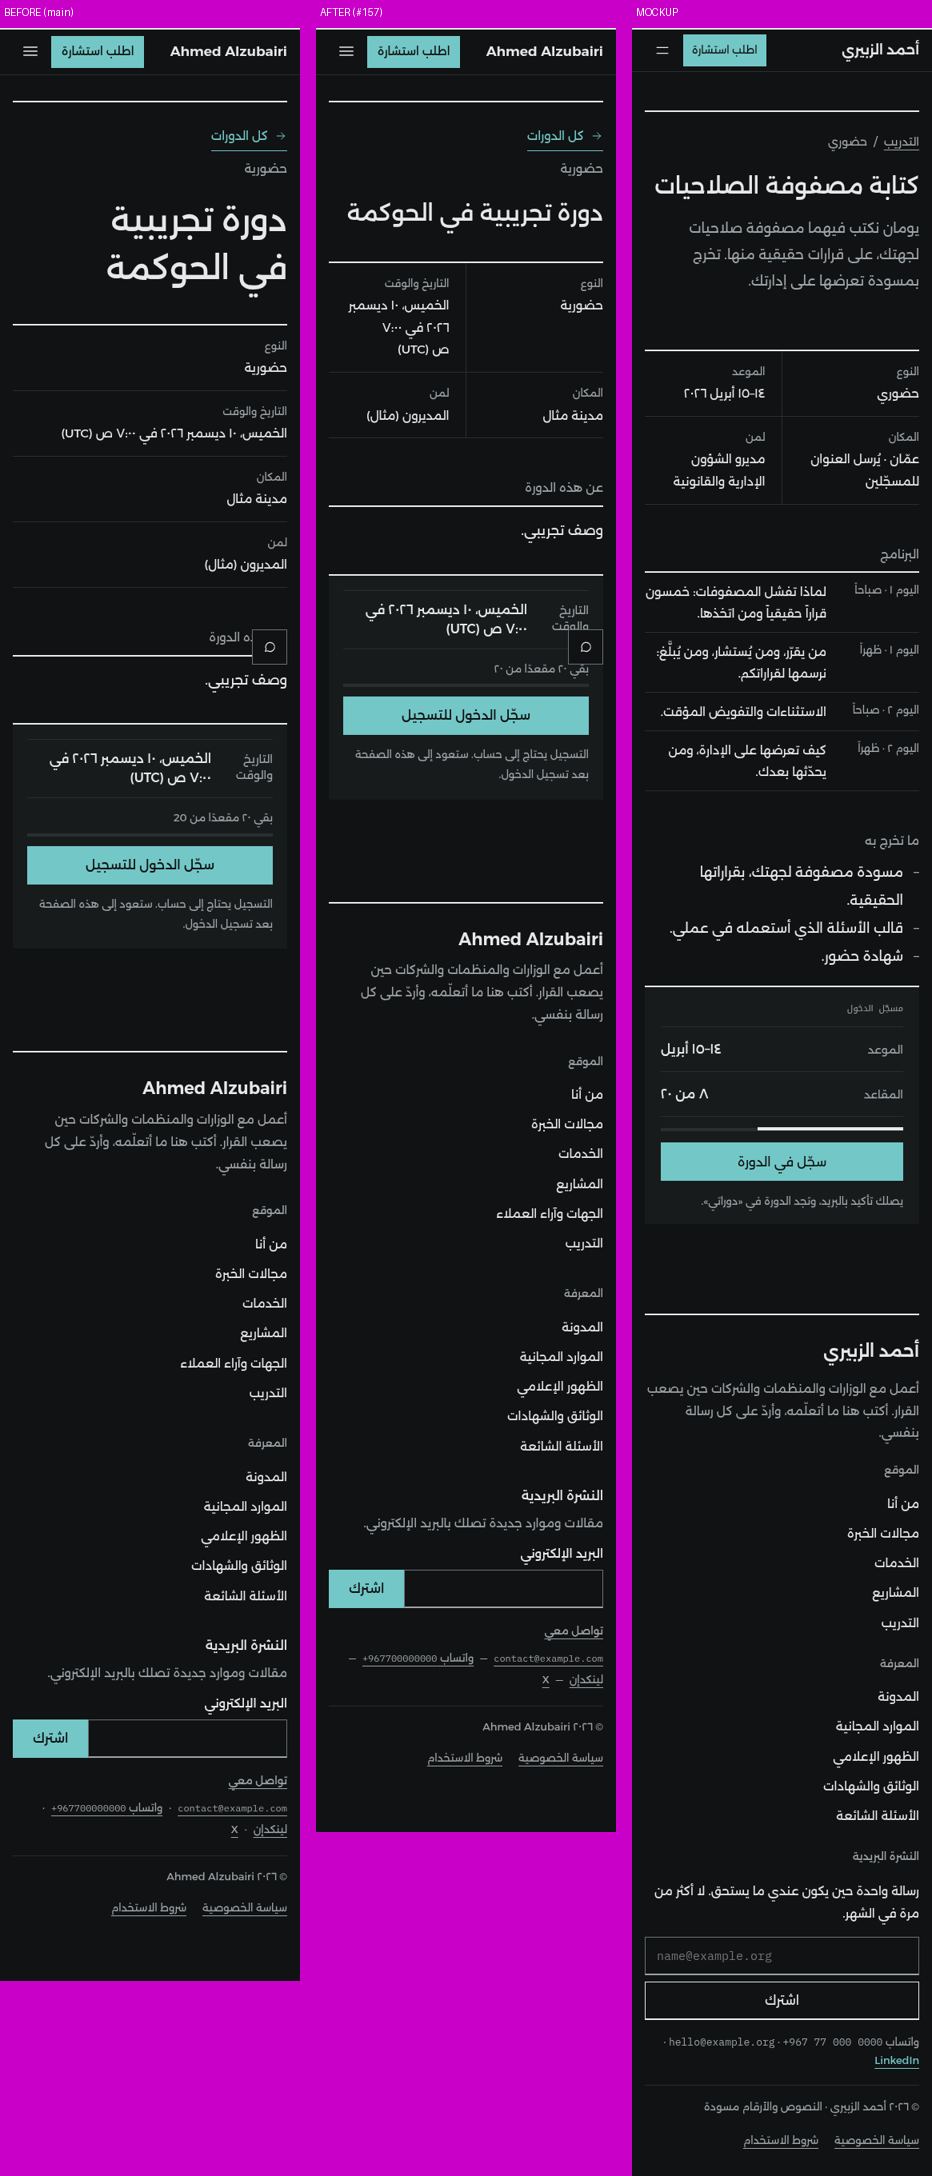 BEFORE (main)
Ahmed Alzubairi
اطلب استشارة
→ كل الدورات
حضورية
دورة تجريبية
في الحوكمة
النوع
حضورية
التاريخ والوقت
الخميس، ١٠ ديسمبر ٢٠٢٦ في ٧:٠٠ ص (UTC)
المكان
مدينة مثال
لمن
المديرون (مثال)
ه الدورة
وصف تجريبي.
التاريخ والوقت
الخميس، ١٠ ديسمبر ٢٠٢٦ في
٧:٠٠ ص (UTC)
بقي ٢٠ مقعدًا من 20
سجّل الدخول للتسجيل
التسجيل يحتاج إلى حساب. ستعود إلى هذه الصفحة
بعد تسجيل الدخول.
Ahmed Alzubairi
أعمل مع الوزارات والمنظمات والشركات حين
يصعب القرار. أكتب هنا ما أتعلّمه، وأردّ على كل
رسالة بنفسي.
الموقع
من أنا
مجالات الخبرة
الخدمات
المشاريع
الجهات وآراء العملاء
التدريب
المعرفة
المدونة
الموارد المجانية
الظهور الإعلامي
الوثائق والشهادات
الأسئلة الشائعة
النشرة البريدية
مقالات وموارد جديدة تصلك بالبريد الإلكتروني.
البريد الإلكتروني
اشترك
تواصل معي
contact@example.com · واتساب +967700000000 ·
لينكدإن · X
© ٢٠٢٦ Ahmed Alzubairi
سياسة الخصوصية شروط الاستخدام
AFTER (#157)
Ahmed Alzubairi
اطلب استشارة
→ كل الدورات
حضورية
دورة تجريبية في الحوكمة
النوع
حضورية
التاريخ والوقت
الخميس، ١٠ ديسمبر
٢٠٢٦ في ٧:٠٠
ص (UTC)
المكان
مدينة مثال
لمن
المديرون (مثال)
عن هذه الدورة
وصف تجريبي.
التاريخ
والوقت
الخميس، ١٠ ديسمبر ٢٠٢٦ في
٧:٠٠ ص (UTC)
بقي ٢٠ مقعدًا من ٢٠
سجّل الدخول للتسجيل
التسجيل يحتاج إلى حساب. ستعود إلى هذه الصفحة
بعد تسجيل الدخول.
Ahmed Alzubairi
أعمل مع الوزارات والمنظمات والشركات حين
يصعب القرار. أكتب هنا ما أتعلّمه، وأردّ على كل
رسالة بنفسي.
الموقع
من أنا
مجالات الخبرة
الخدمات
المشاريع
الجهات وآراء العملاء
التدريب
المعرفة
المدونة
الموارد المجانية
الظهور الإعلامي
الوثائق والشهادات
الأسئلة الشائعة
النشرة البريدية
مقالات وموارد جديدة تصلك بالبريد الإلكتروني.
البريد الإلكتروني
اشترك
تواصل معي
contact@example.com — واتساب +967700000000 —
لينكدإن — X
© ٢٠٢٦ Ahmed Alzubairi
سياسة الخصوصية شروط الاستخدام
MOCKUP
أحمد الزبيري
اطلب استشارة
التدريب / حضوري
كتابة مصفوفة الصلاحيات
يومان نكتب فيهما مصفوفة صلاحيات
لجهتك، على قرارات حقيقية منها. تخرج
بمسودة تعرضها على إدارتك.
النوع
حضوري
الموعد
١٤–١٥ أبريل ٢٠٢٦
المكان
عمّان · يُرسل العنوان
للمسجّلين
لمن
مديرو الشؤون
الإدارية والقانونية
البرنامج
اليوم ١ · صباحاً
لماذا تفشل المصفوفات: خمسون
قراراً حقيقياً ومن اتخذها.
اليوم ١ · ظهراً
من يقرّر، ومن يُستشار، ومن يُبلَّغ:
نرسمها لقراراتكم.
اليوم ٢ · صباحاً
الاستثناءات والتفويض المؤقت.
اليوم ٢ · ظهراً
كيف تعرضها على الإدارة، ومن
يحدّثها بعدك.
ما تخرج به
– مسودة مصفوفة لجهتك، بقراراتها
الحقيقية.
– قالب الأسئلة الذي أستعمله في عملي.
– شهادة حضور.
مسجّل الدخول
الموعد
١٤–١٥ أبريل
المقاعد
٨ من ٢٠
سجّل في الدورة
يصلك تأكيد بالبريد، وتجد الدورة في «دوراتي».
أحمد الزبيري
أعمل مع الوزارات والمنظمات والشركات حين يصعب
القرار. أكتب هنا ما أتعلّمه، وأردّ على كل رسالة
بنفسي.
الموقع
من أنا
مجالات الخبرة
الخدمات
المشاريع
التدريب
المعرفة
المدونة
الموارد المجانية
الظهور الإعلامي
الوثائق والشهادات
الأسئلة الشائعة
النشرة البريدية
رسالة واحدة حين يكون عندي ما يستحق. لا أكثر من
مرة في الشهر.
name@example.org
اشترك
واتساب +967 77 000 0000 · hello@example.org ·
LinkedIn
© ٢٠٢٦ أحمد الزبيري · النصوص والأرقام مسودة
سياسة الخصوصية شروط الاستخدام